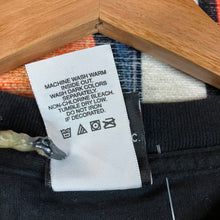 MACHINE WASH WARM
INSIDE OUT.
WASH DARK COLORS
SEPARATELY.
NON-CHLORINE BLEACH.
TUMBLE DRY LOW.
DO NOT IRON
IF DECORATED.
C.